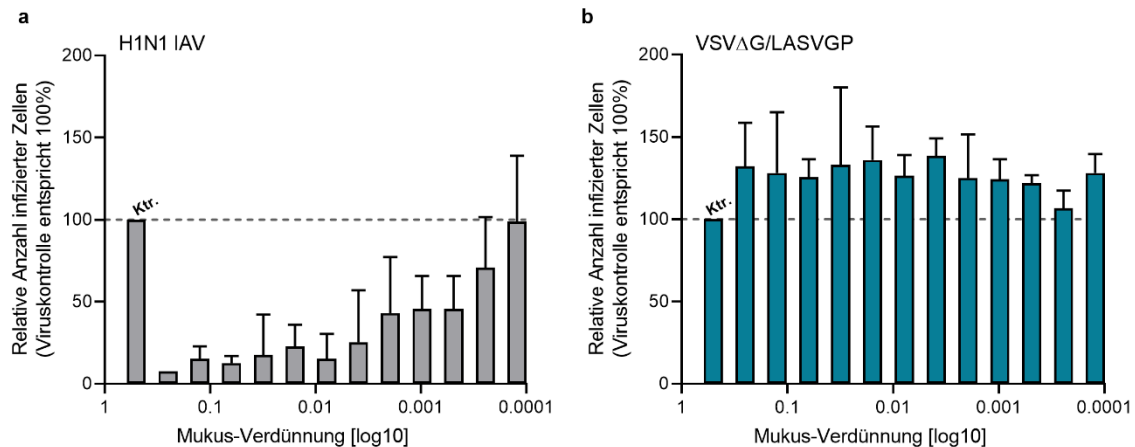 a
H1N1 IAV
Relative Anzahl infizierter Zellen
(Viruskontrolle entspricht 100%)
200
150
100
50
0
Ktr.
1
0.1
0.01
0.001
0.0001
Mukus-Verdünnung [log10]
b
VSVΔG/LASVGP
Relative Anzahl infizierter Zellen
(Viruskontrolle entspricht 100%)
200
150
100
50
0
Ktr.
1
0.1
0.01
0.001
0.0001
Mukus-Verdünnung [log10]